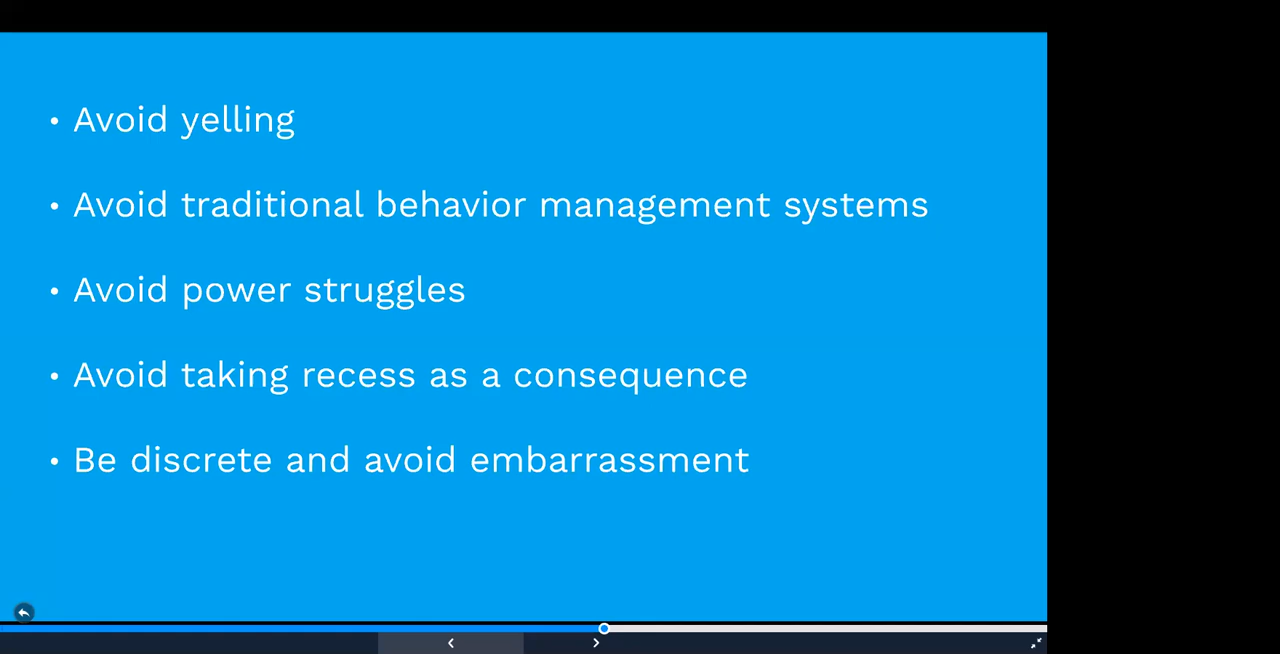 • Avoid yelling
• Avoid traditional behavior management systems
• Avoid power struggles
• Avoid taking recess as a consequence
• Be discrete and avoid embarrassment